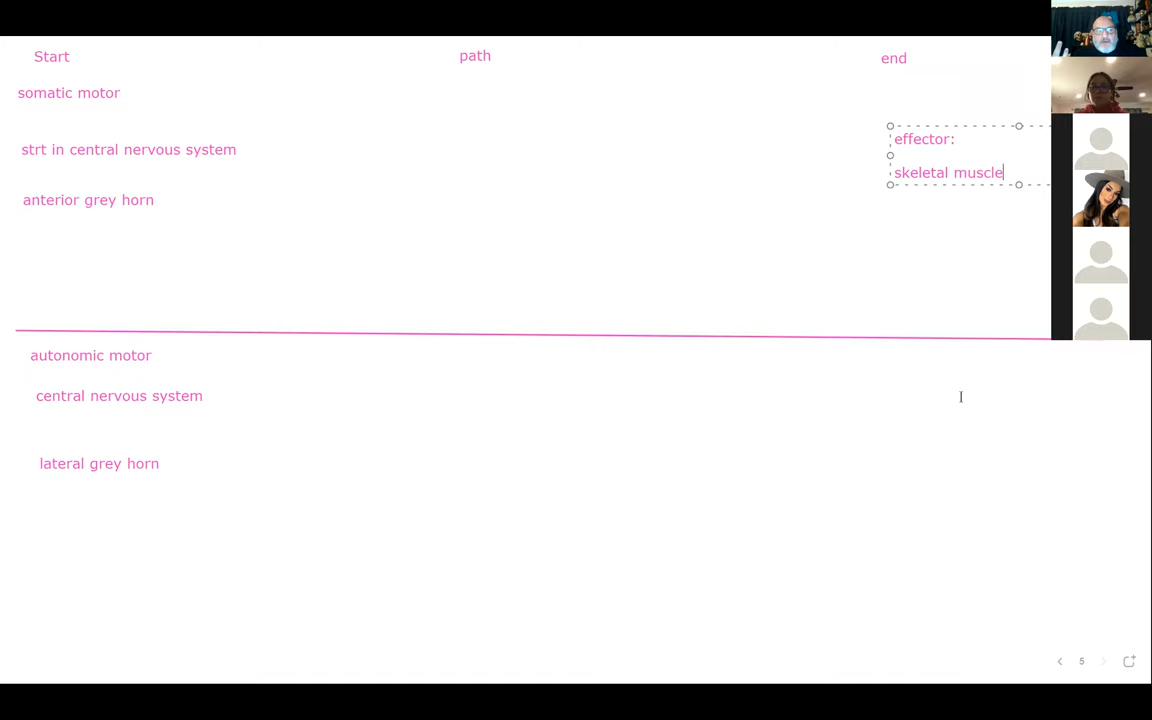 Start
path
end
somatic motor
effector:
strt in central nervous system
skeletal muscle
anterior grey horn
autonomic motor
central nervous system
lateral grey horn
5